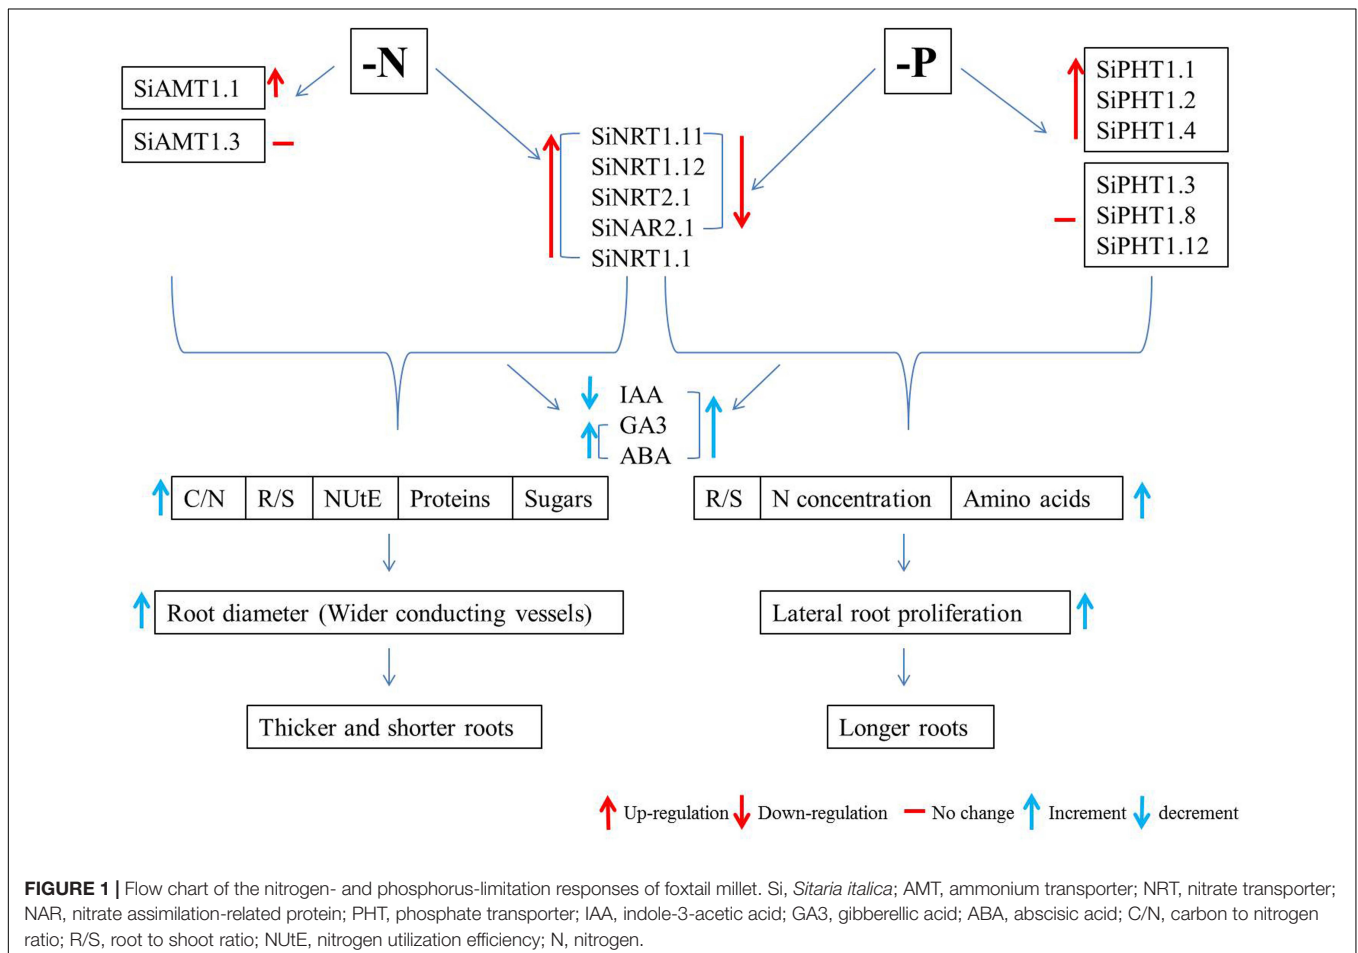 -N
-P
SiAMT1.1
SiAMT1.3
SiNRT1.11
SiNRT1.12
SiNRT2.1
SiNAR2.1
SiNRT1.1
SiPHT1.1
SiPHT1.2
SiPHT1.4
SiPHT1.3
SiPHT1.8
SiPHT1.12
IAA
GA3
ABA
C/N R/S NUtE Proteins Sugars
R/S N concentration Amino acids
Root diameter (Wider conducting vessels)
Lateral root proliferation
Thicker and shorter roots
Longer roots
Up-regulation Down-regulation No change Increment decrement
FIGURE 1 | Flow chart of the nitrogen- and phosphorus-limitation responses of foxtail millet. Si, Sitaria italica; AMT, ammonium transporter; NRT, nitrate transporter;
NAR, nitrate assimilation-related protein; PHT, phosphate transporter; IAA, indole-3-acetic acid; GA3, gibberellic acid; ABA, abscisic acid; C/N, carbon to nitrogen
ratio; R/S, root to shoot ratio; NUtE, nitrogen utilization efficiency; N, nitrogen.